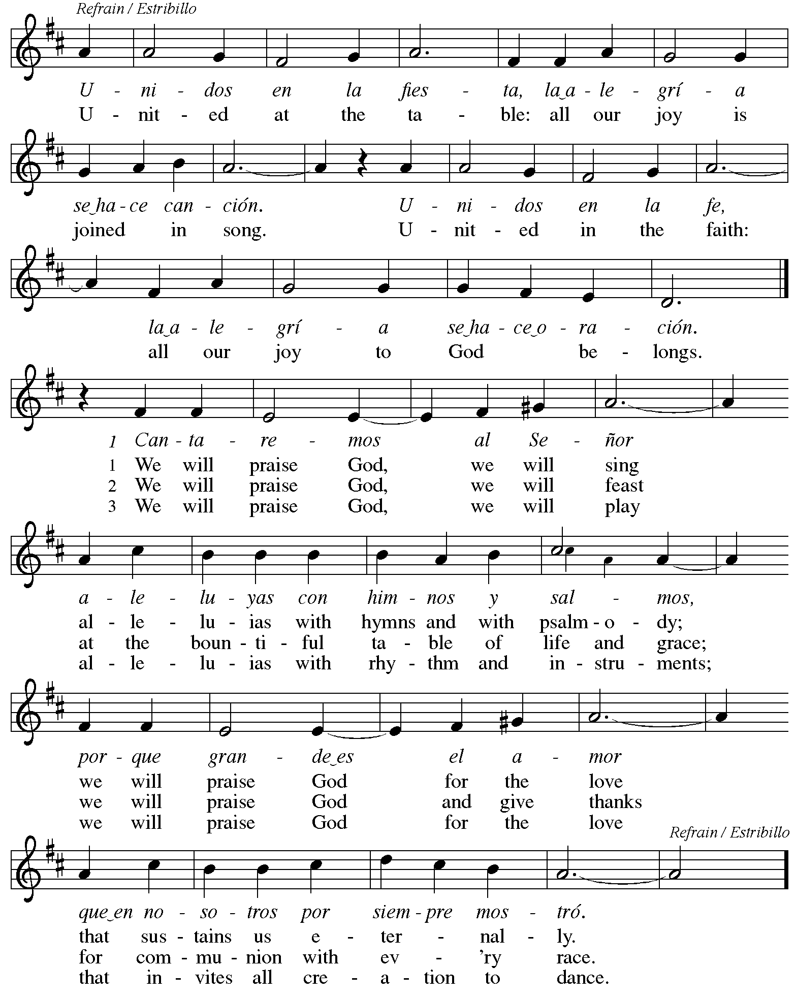 Refrain / Estribillo
U - ni - dos en la fies - ta, la‿a - le - grí - a
U - nit - ed at the ta - ble: all our joy is
se‿ha - ce can - ción. U - ni - dos en la fe,
joined in song. U - nit - ed in the faith:
la‿a - le - grí - a se‿ha - ce‿o - ra - ción.
all our joy to God be - longs.
1 Can - ta - re - mos al Se - ñor
1 We will praise God, we will sing
2 We will praise God, we will feast
3 We will praise God, we will play
a - le - lu - yas con him - nos y sal - mos,
al - le - lu - ias with hymns and with psalm - o - dy;
at the boun - ti - ful ta - ble of life and grace;
al - le - lu - ias with rhy - thm and in - stru - ments;
por - que gran - de‿es el a - mor
we will praise God for the love
we will praise God and give thanks
we will praise God for the love
Refrain / Estribillo
que‿en no - so - tros por siem - pre mos - tró.
that sus - tains us e - ter - nal - ly.
for com - mu - nion with ev - ’ry race.
that in - vites all cre - a - tion to dance.